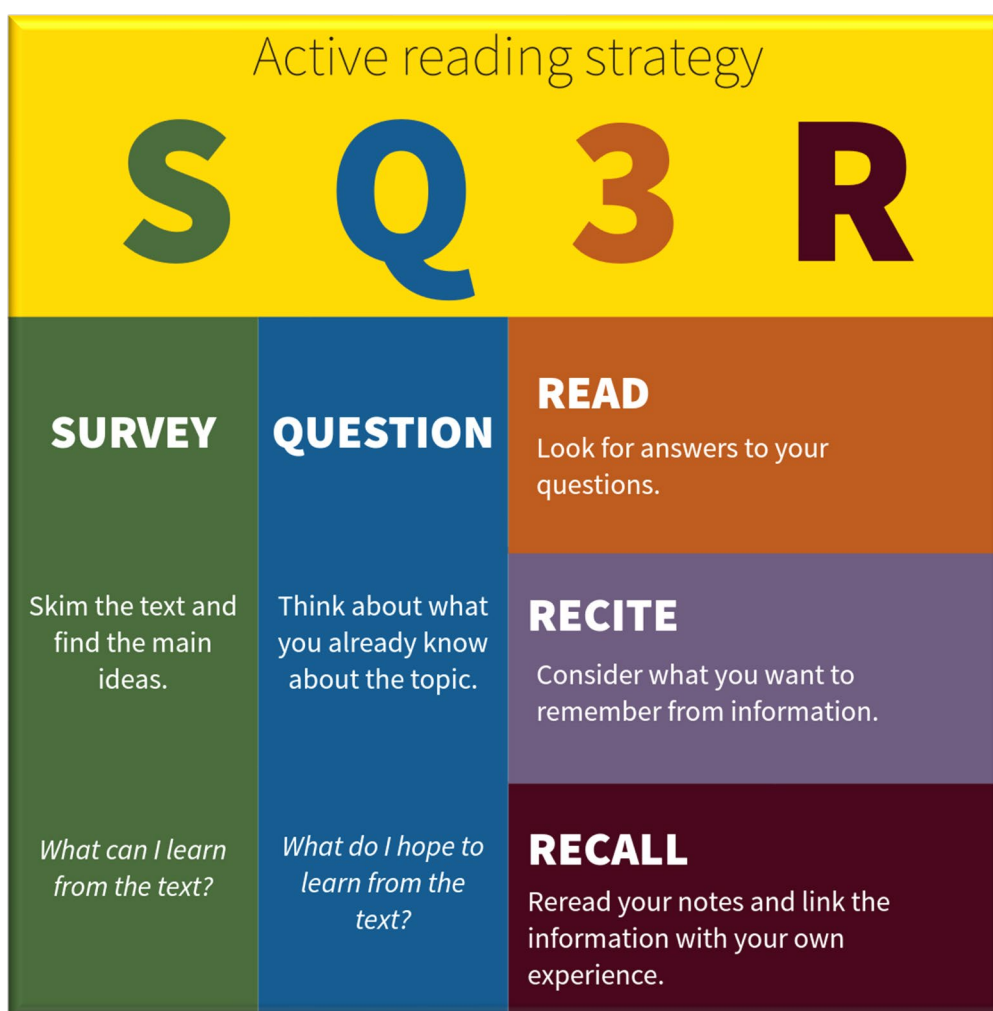 Active reading strategy
S Q 3 R
SURVEY
Skim the text and
find the main
ideas.
What can I learn
from the text?
QUESTION
Think about what
you already know
about the topic.
What do I hope to
learn from the
text?
READ
Look for answers to your
questions.
RECITE
Consider what you want to
remember from information.
RECALL
Reread your notes and link the
information with your own
experience.